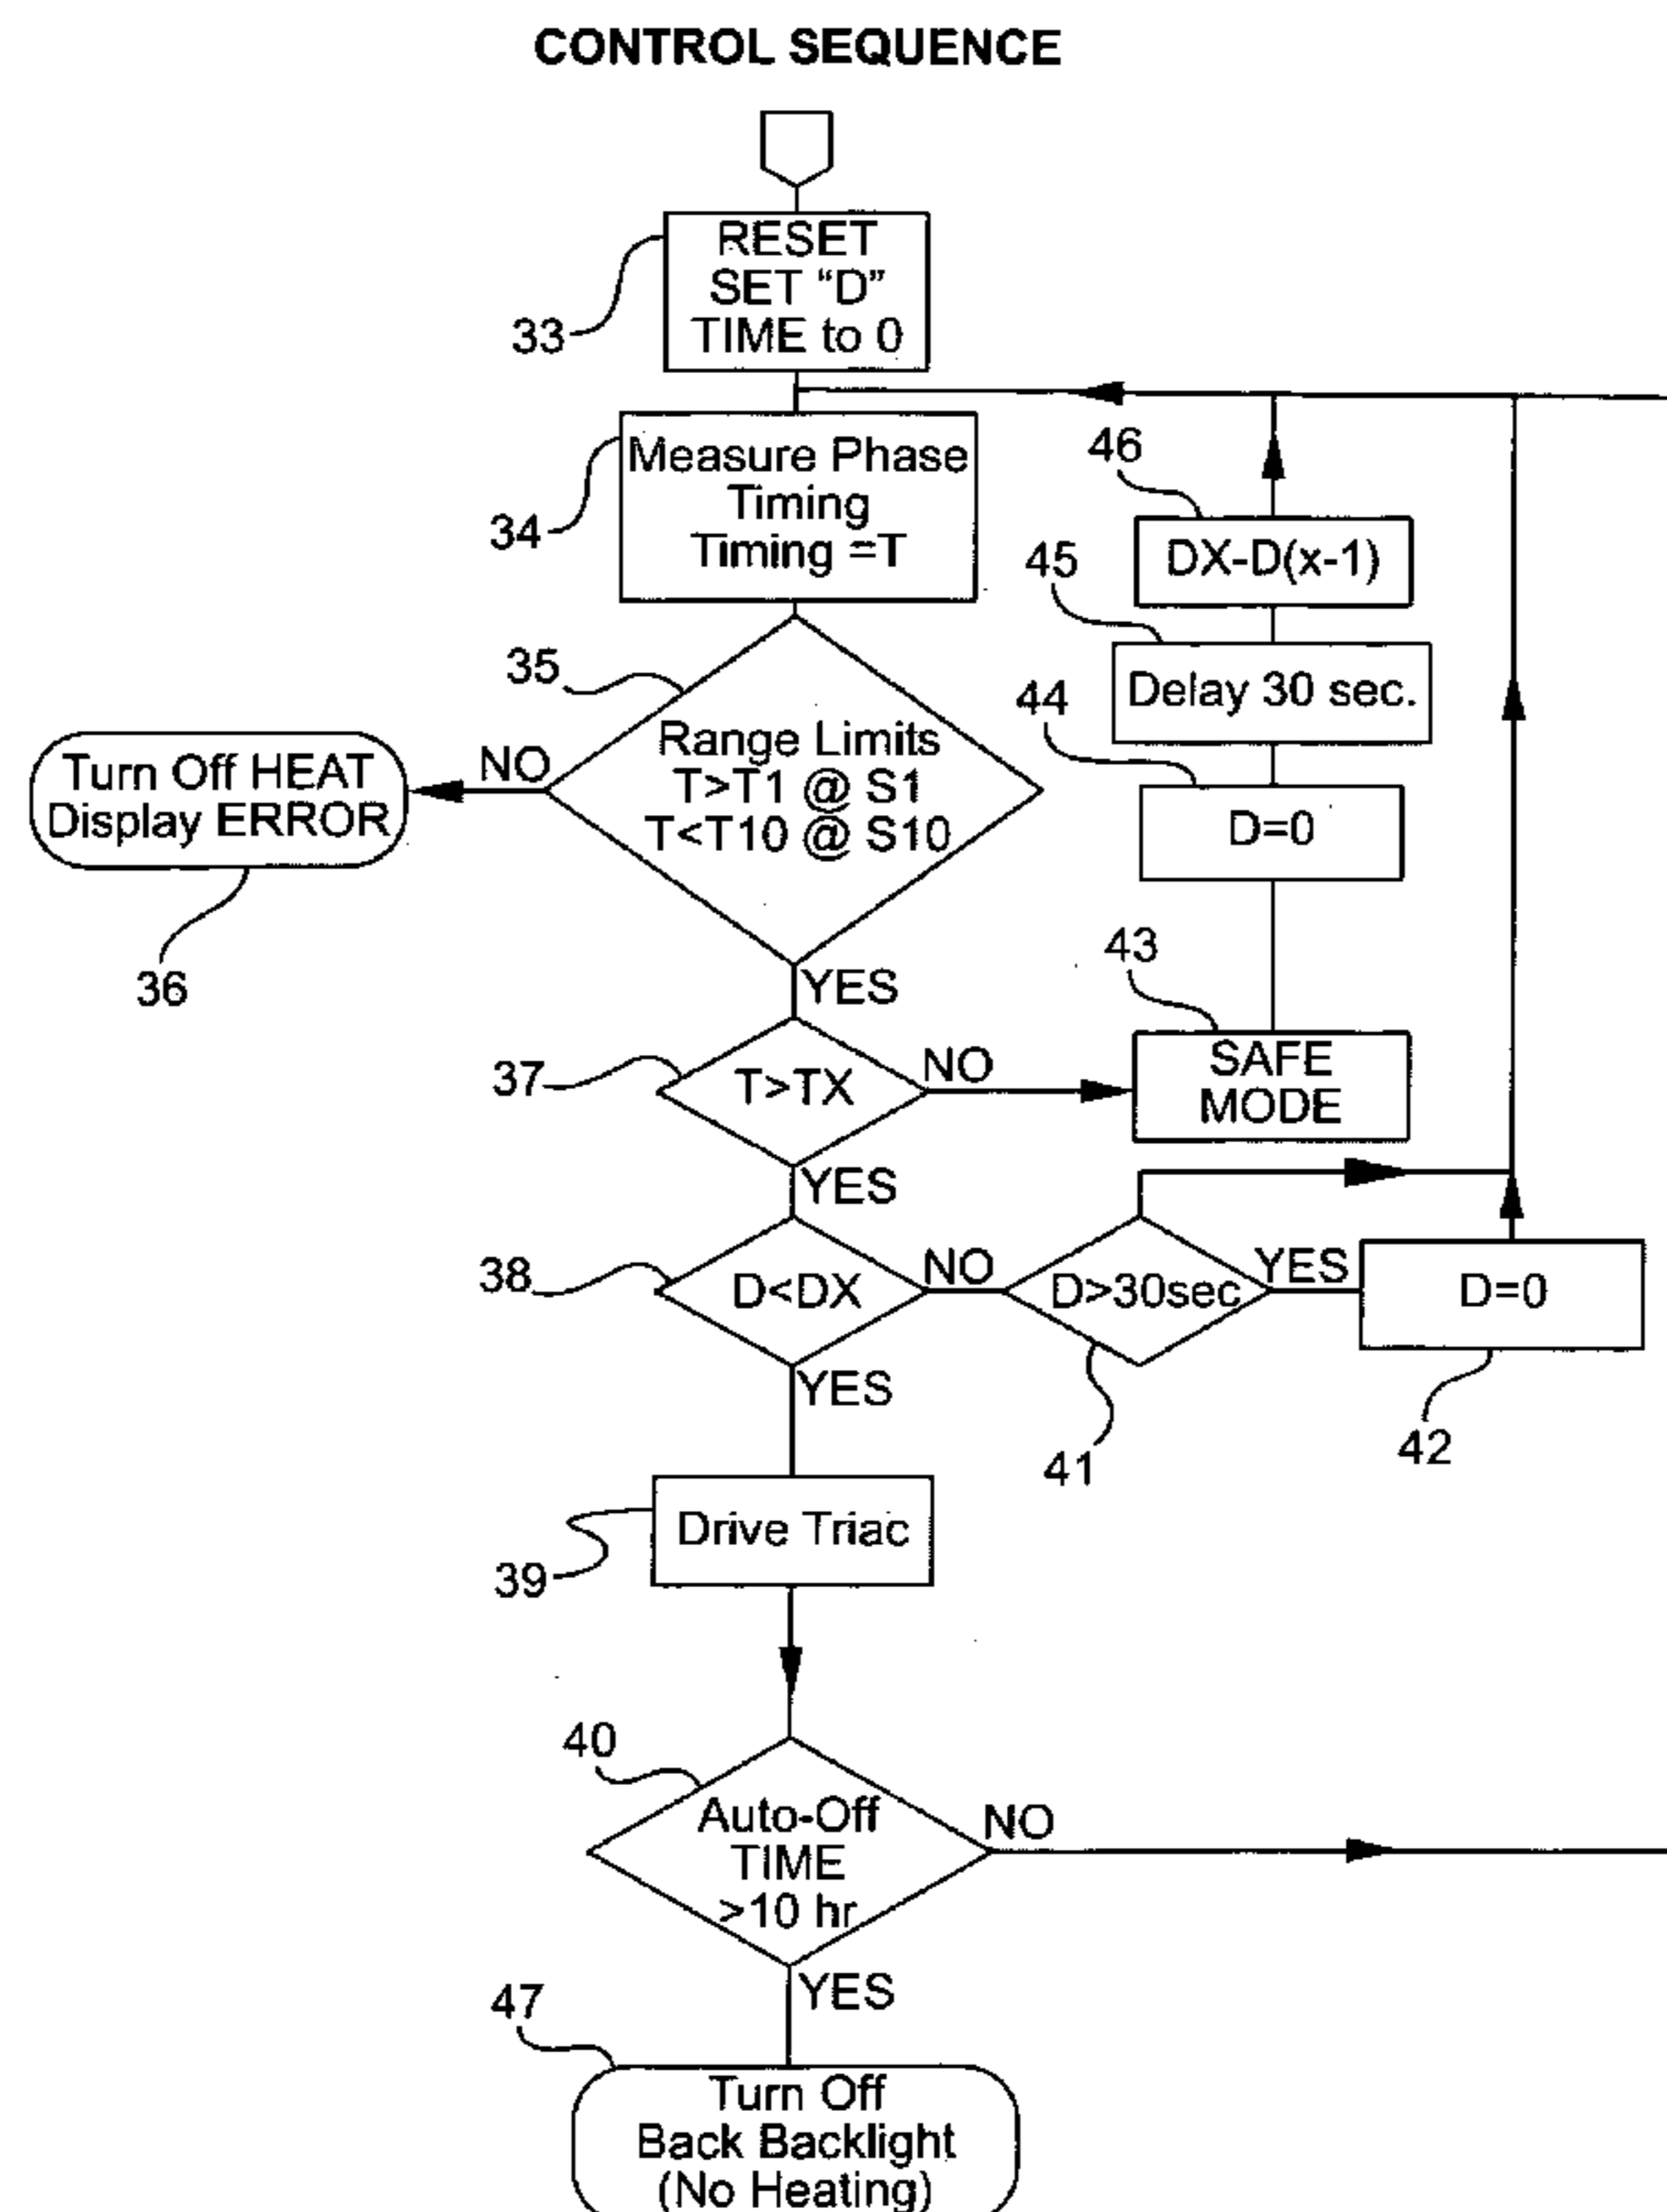 CONTROL SEQUENCE
RESET
SET “D”
TIME to 0
33
Measure Phase
Timing
Timing =T
34
46
DX-D(x-1)
45
Delay 30 sec.
44
D=0
35
Range Limits
T>T1 @ S1
T<T10 @ S10
NO
Turn Off HEAT
Display ERROR
36
YES
43
SAFE
MODE
37
T>TX
NO
YES
38
D<DX
NO
D>30sec
YES
D=0
41
42
YES
Drive Triac
39
40
Auto-Off
TIME
>10 hr
NO
YES
47
Turn Off
Back Backlight
(No Heating)